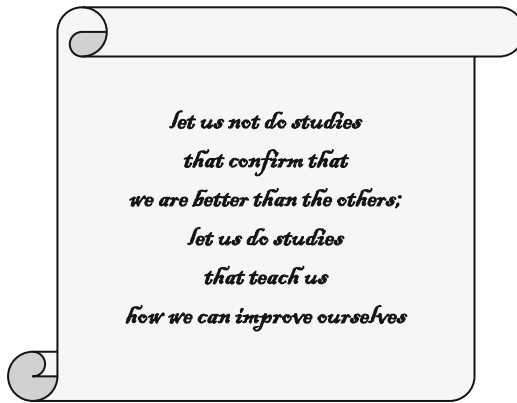 let us not do studies
that confirm that
we are better than the others;
let us do studies
that teach us
how we can improve ourselves